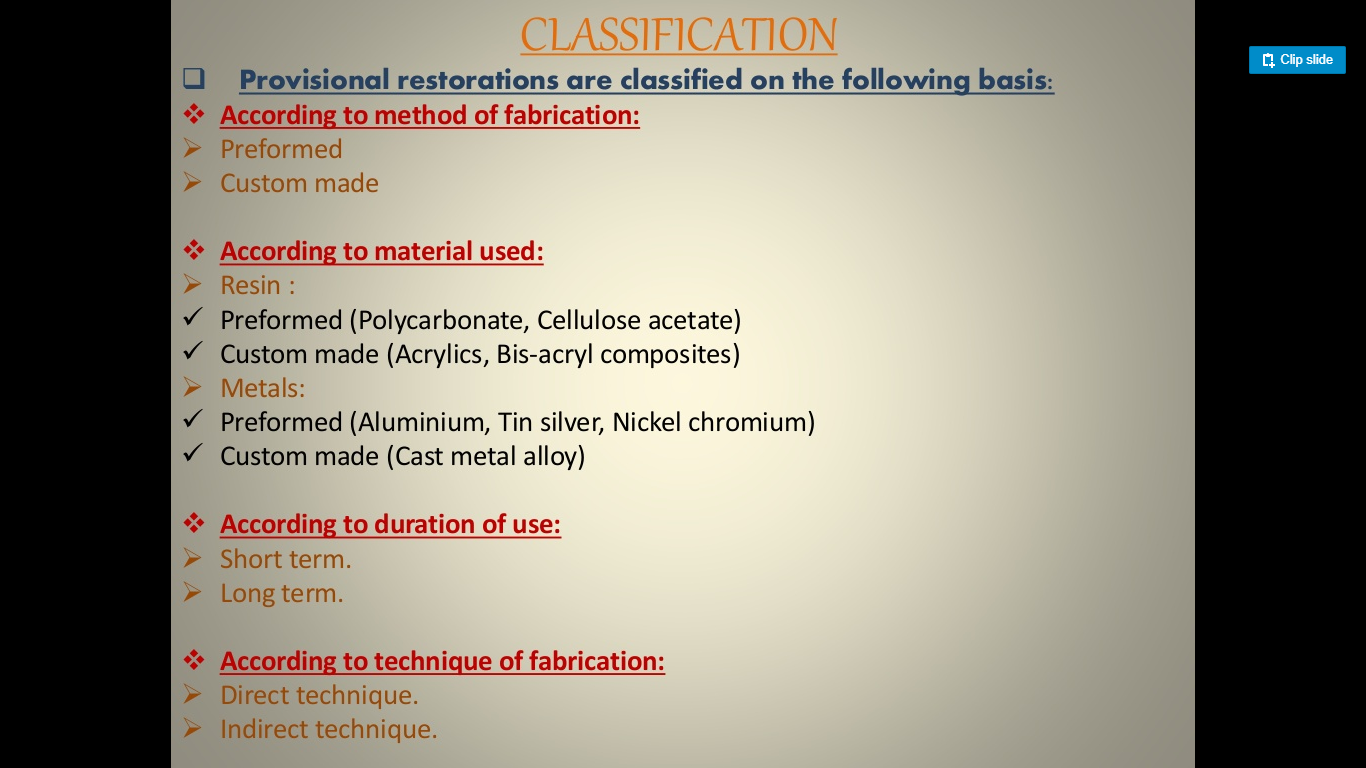 CLASSIFICATION
Clip slide
Provisional restorations are classified on the following basis:
According to method of fabrication:
Preformed
Custom made
According to material used:
Resin :
Preformed (Polycarbonate, Cellulose acetate)
Custom made (Acrylics, Bis-acryl composites)
Metals:
Preformed (Aluminium, Tin silver, Nickel chromium)
Custom made (Cast metal alloy)
According to duration of use:
Short term.
Long term.
According to technique of fabrication:
Direct technique.
Indirect technique.